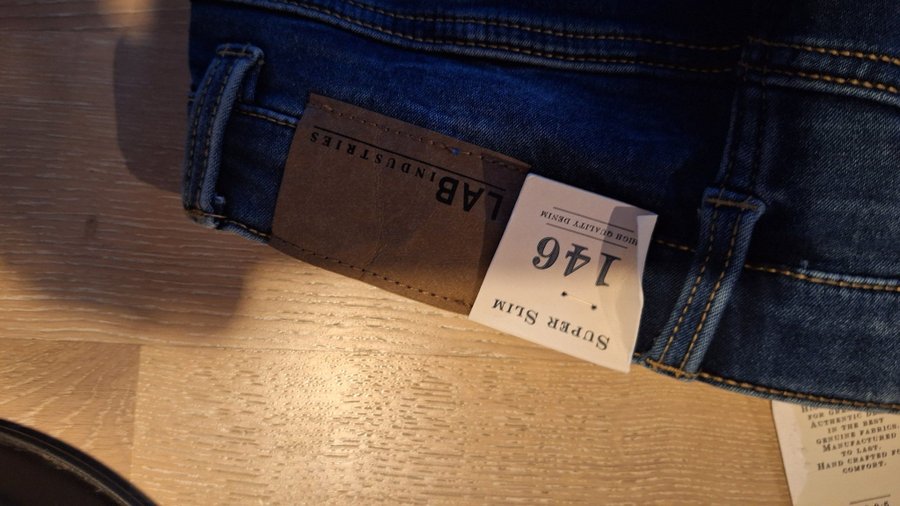 LAB INDUSTRIES
HIGH QUALITY DENIM
146
SUPER SLIM
FOR
AUTHENTIC
IN THE BEST
GENUINE FABRICS.
MANUFACTURED
TO LAST.
HAND CRAFTED FOR
COMFORT.